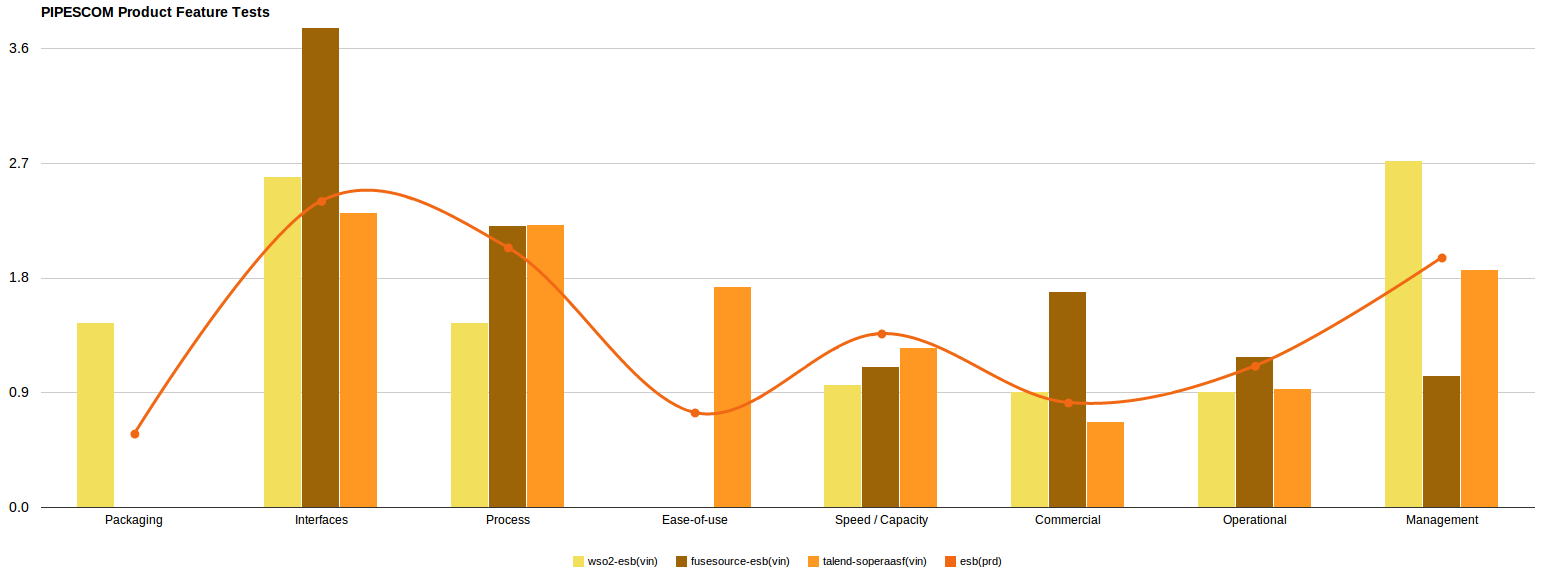 PIPESCOM Product Feature Tests
3.6
2.7
1.8
0.9
0.0
Packaging Interfaces Process Ease-of-use Speed / Capacity Commercial Operational Management
wso2-esb(vin) fusesource-esb(vin) talend-soperaasf(vin) esb(prd)